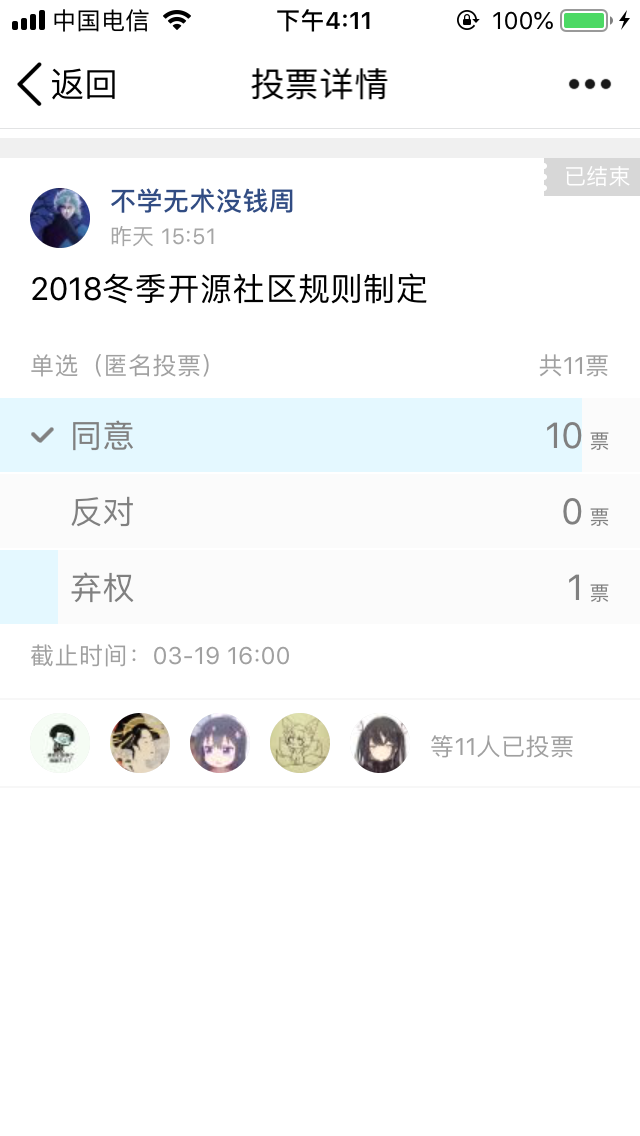 中国电信 下午4:11 100%
返回 投票详情
已结束
不学无术没钱周
昨天 15:51
2018冬季开源社区规则制定
单选（匿名投票） 共11票
同意 10 票
反对 0 票
弃权 1 票
截止时间：03-19 16:00
等11人已投票